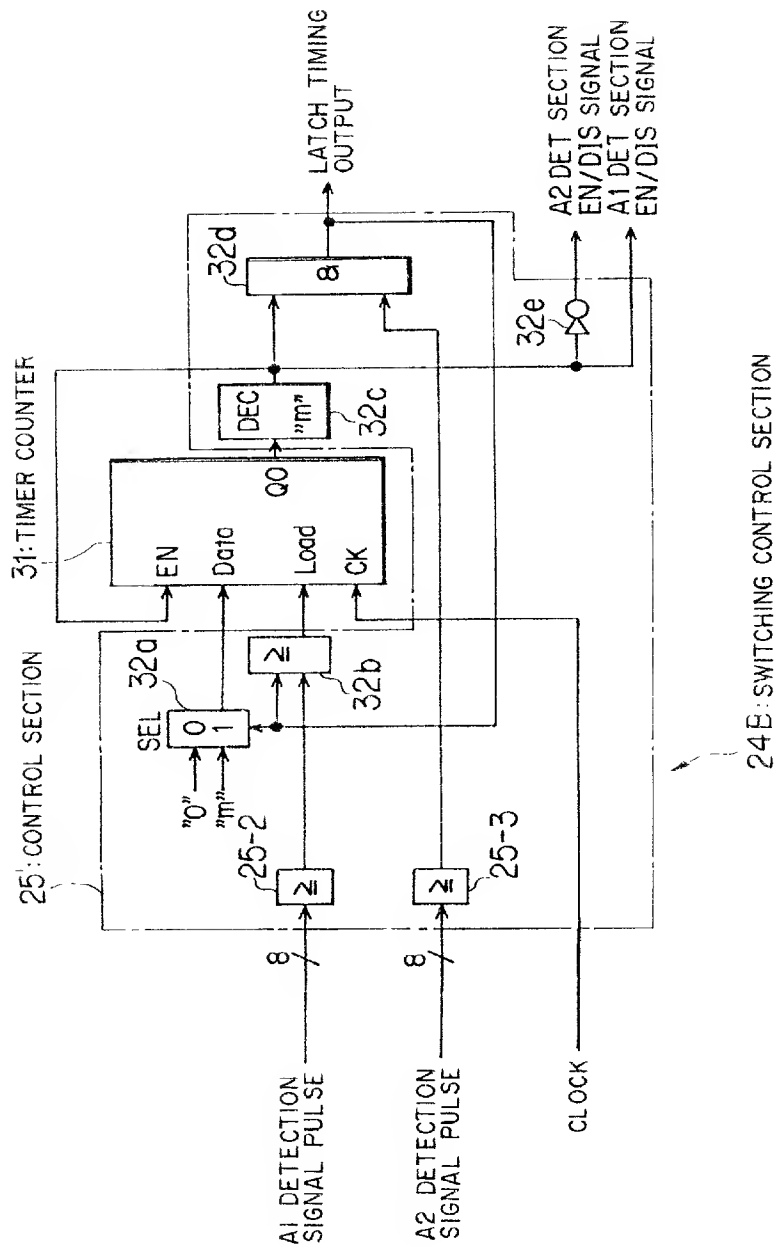 A1 DETECTION
SIGNAL PULSE
A2 DETECTION
SIGNAL PULSE
CLOCK
8
8
25': CONTROL SECTION
25-2
≥
25-3
≥
"0"
"m"
SEL
0
1
32a
≥
32b
31: TIMER COUNTER
EN
Data
Load
CK
Q0
DEC
"m"
32c
32d
&
32e
LATCH TIMING
OUTPUT
A2 DET SECTION
EN/DIS SIGNAL
A1 DET SECTION
EN/DIS SIGNAL
24B: SWITCHING CONTROL SECTION